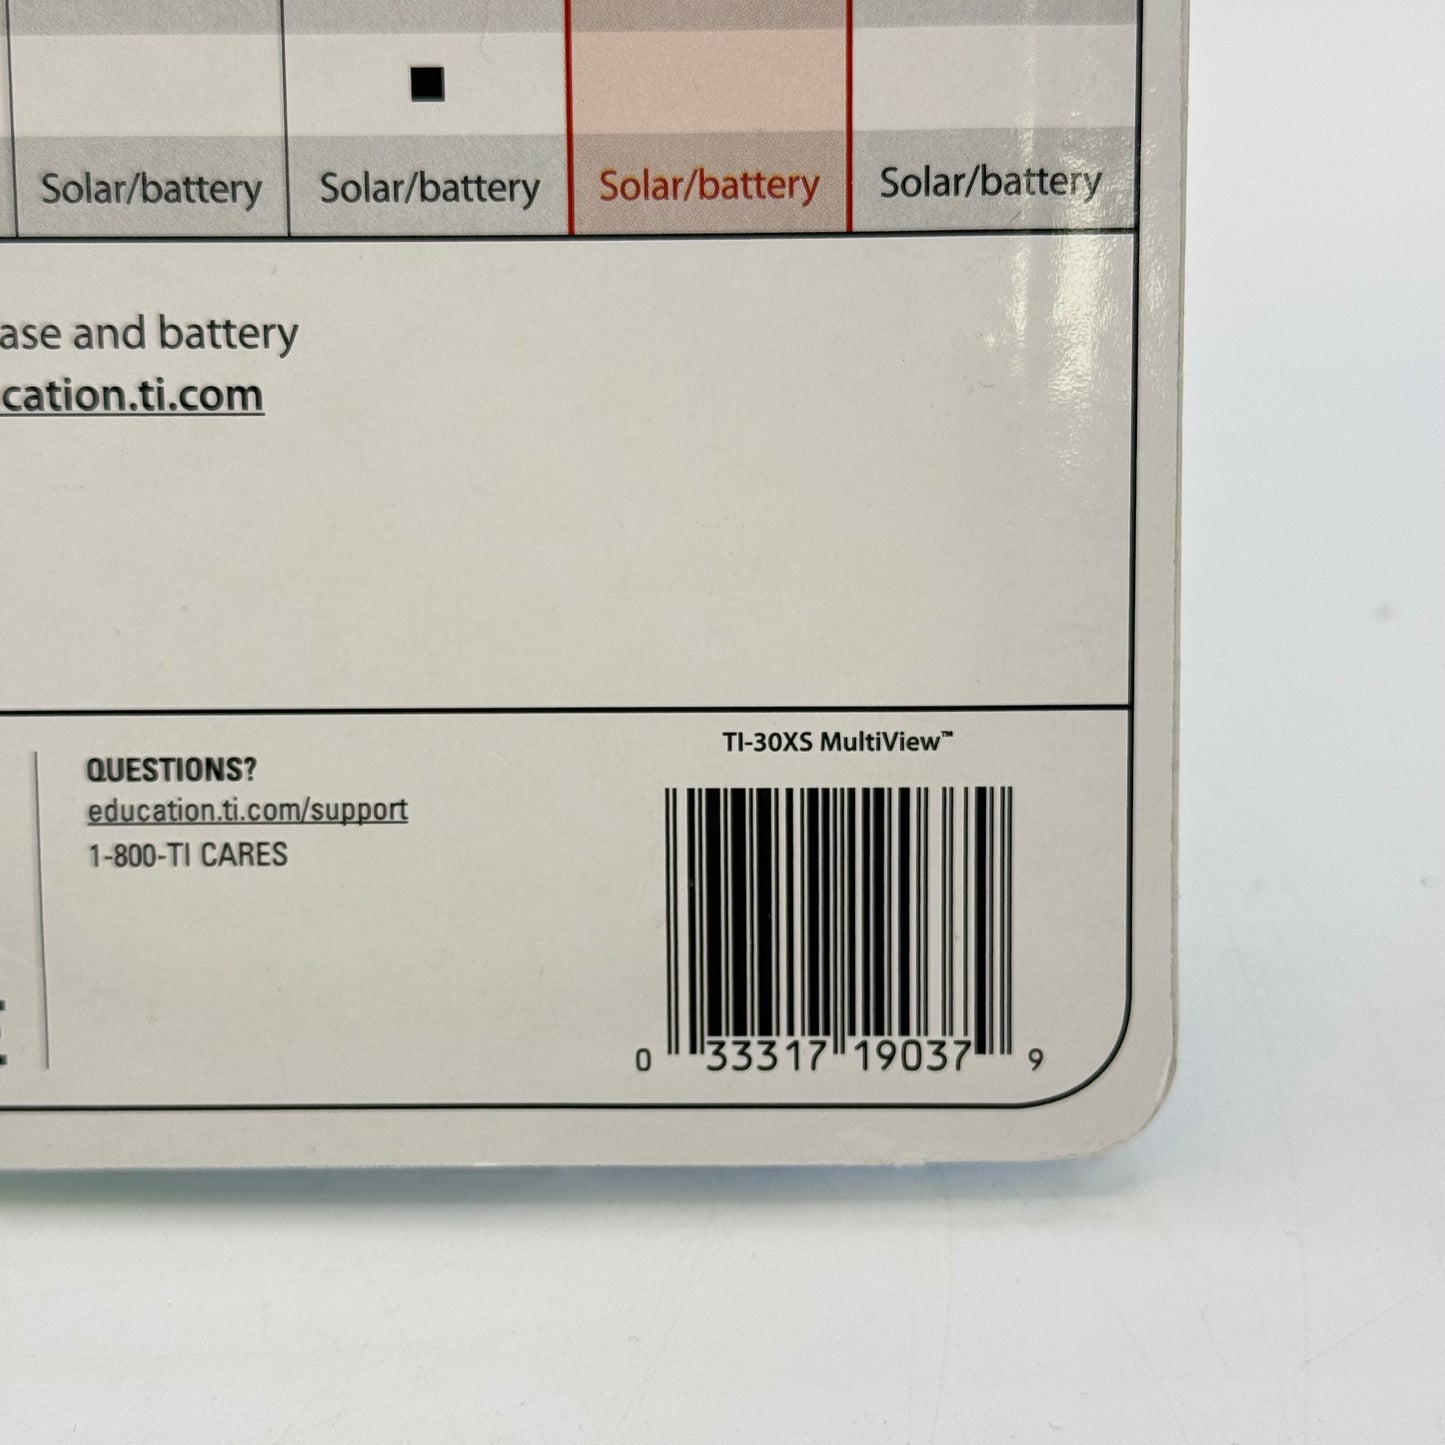 Solar/battery Solar/battery Solar/battery Solar/battery
and battery
cation.ti.com
QUESTIONS?
education.ti.com/support
1-800-TI CARES
TI-30XS MultiView™
0 33317 19037 9